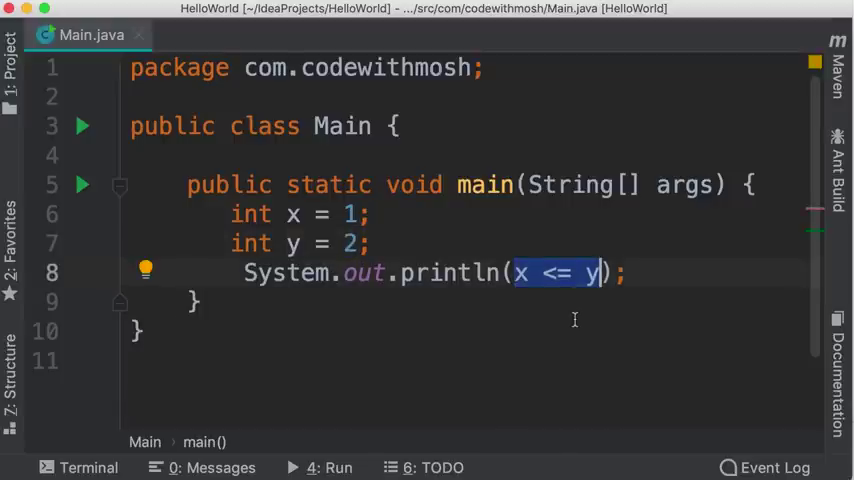 HelloWorld [~/IdeaProjects/HelloWorld] - .../src/com/codewithmosh/Main.java [HelloWorld]
Main.java
1: Project
2: Favorites
7: Structure
1 package com.codewithmosh;
2
3 public class Main {
4
5 public static void main(String[] args) {
6 int x = 1;
7 int y = 2;
8 System.out.println(x <= y);
9 }
10 }
11
Maven
Ant Build
Documentation
Main main()
Terminal 0: Messages 4: Run 6: TODO Event Log